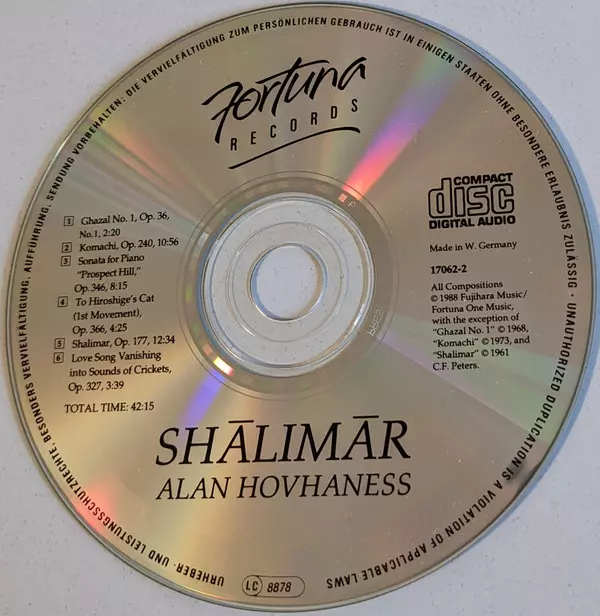 Fortuna
RECORDS
1 Ghazal No. 1, Op. 36,
No.1, 2:20
2 Komachi, Op. 240, 10:56
3 Sonata for Piano
"Prospect Hill,"
Op. 346, 8:15
4 To Hiroshige's Cat
(1st Movement),
Op. 366, 4:25
5 Shalimar, Op. 177, 12:34
6 Love Song Vanishing
into Sounds of Crickets,
Op. 327, 3:39
TOTAL TIME: 42:15
COMPACT
disc
DIGITAL AUDIO
Made in W. Germany
17062-2
All Compositions
© 1988 Fujihara Music/
Fortuna One Music,
with the exception of
"Ghazal No. 1" © 1968,
"Komachi" © 1973, and
"Shalimar" © 1961
C.F. Peters.
SHĀLIMĀR
ALAN HOVHANESS
URHEBER- UND LEISTUNGSSCHUTZRECHTE, BESONDERS VERVIELFÄLTIGUNG, AUFFÜHRUNG, SENDUNG VORBEHALTEN; DIE VERVIELFÄLTIGUNG ZUM PERSÖNLICHEN GEBRAUCH IST IN EINIGEN STAATEN OHNE BESONDERE ERLAUBNIS ZULÄSSIG · UNAUTHORIZED DUPLICATION IS A VIOLATION OF APPLICABLE LAWS
LC 8878